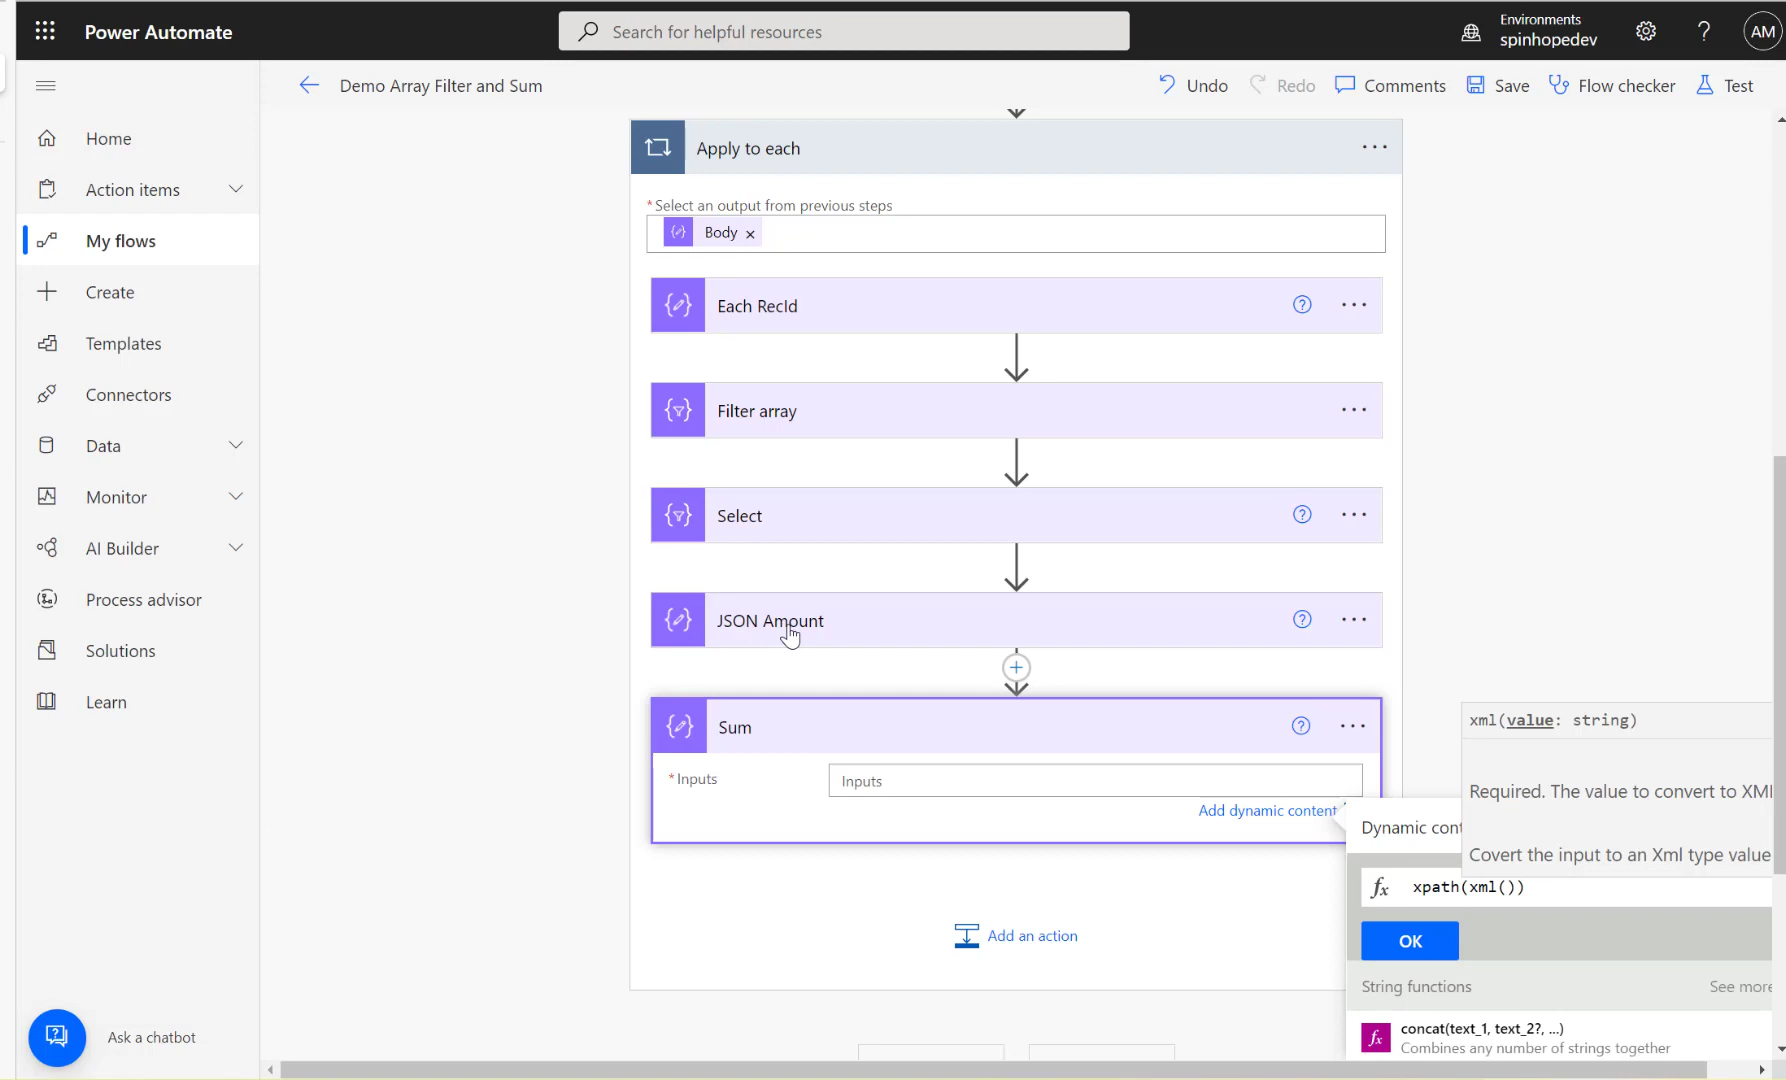 Power Automate
Search for helpful resources
Environments
spinhopedev
?
AM
Demo Array Filter and Sum
Undo
Redo
Comments
Save
Flow checker
Test
Home
Action items
My flows
Create
Templates
Connectors
Data
Monitor
AI Builder
Process advisor
Solutions
Learn
Ask a chatbot
Apply to each
* Select an output from previous steps
Body ×
Each RecId
Filter array
Select
JSON Amount
Sum
* Inputs
Inputs
Add dynamic content
xml(value: string)
Required. The value to convert to XML
Covert the input to an Xml type value
Dynamic cont
fx xpath(xml())
OK
String functions
See more
fx concat(text_1, text_2?, ...)
Combines any number of strings together
Add an action